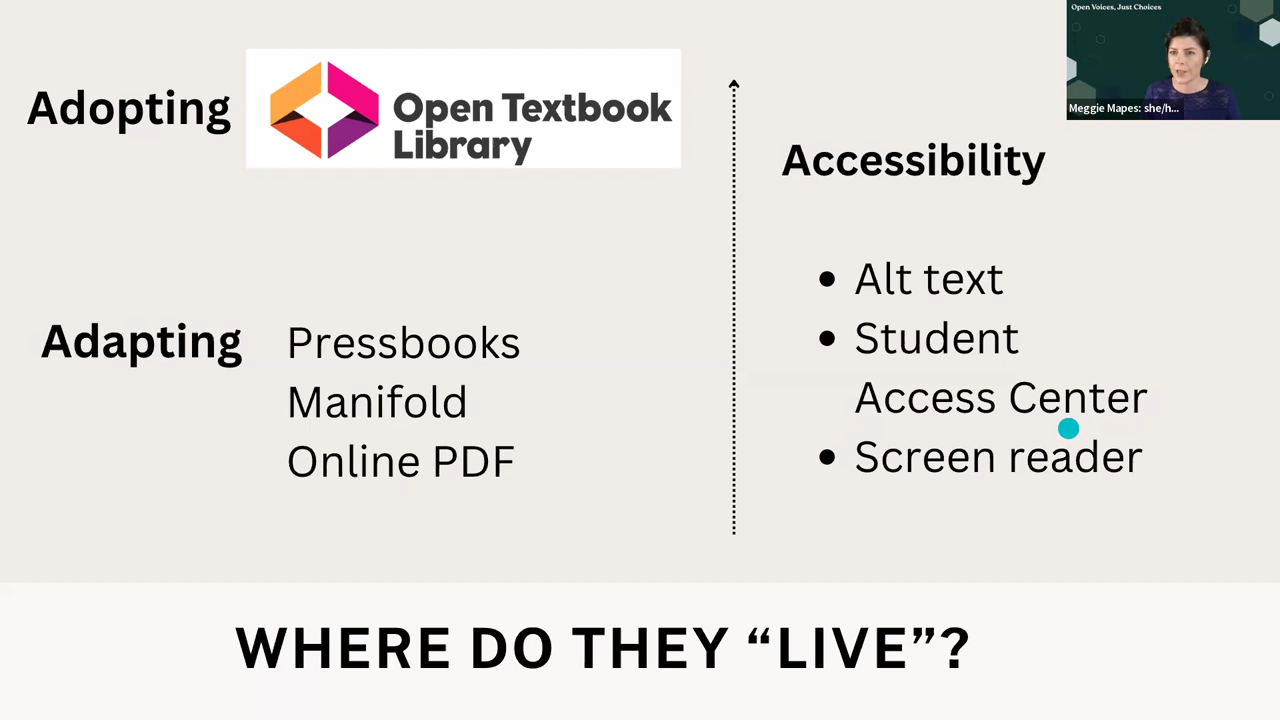 Open Voices, Just Choices
Meggie Mapes: she/h...
Adopting
Open Textbook
Library
Adapting
Pressbooks
Manifold
Online PDF
Accessibility
• Alt text
• Student
Access Center
• Screen reader
WHERE DO THEY “LIVE”?